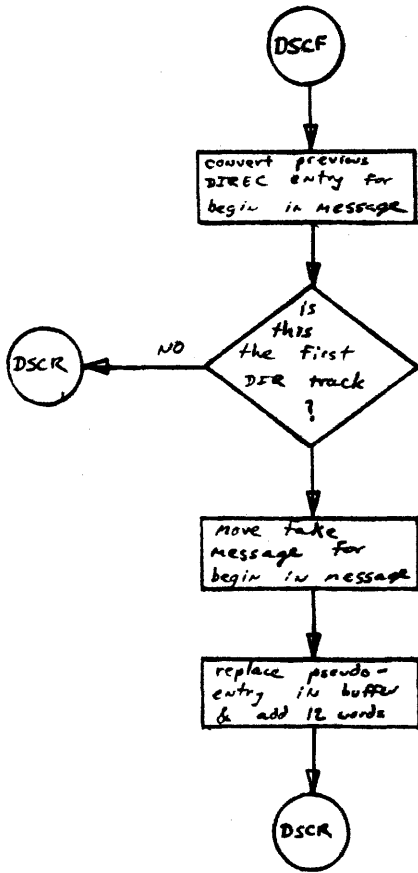 DSCF
convert previous
DIREC entry for
begin in message
is
this
the first
DIR track
?
NO
DSCR
move take
message for
begin in message
replace pseudo-
entry in buffer
& add 12 words
DSCR